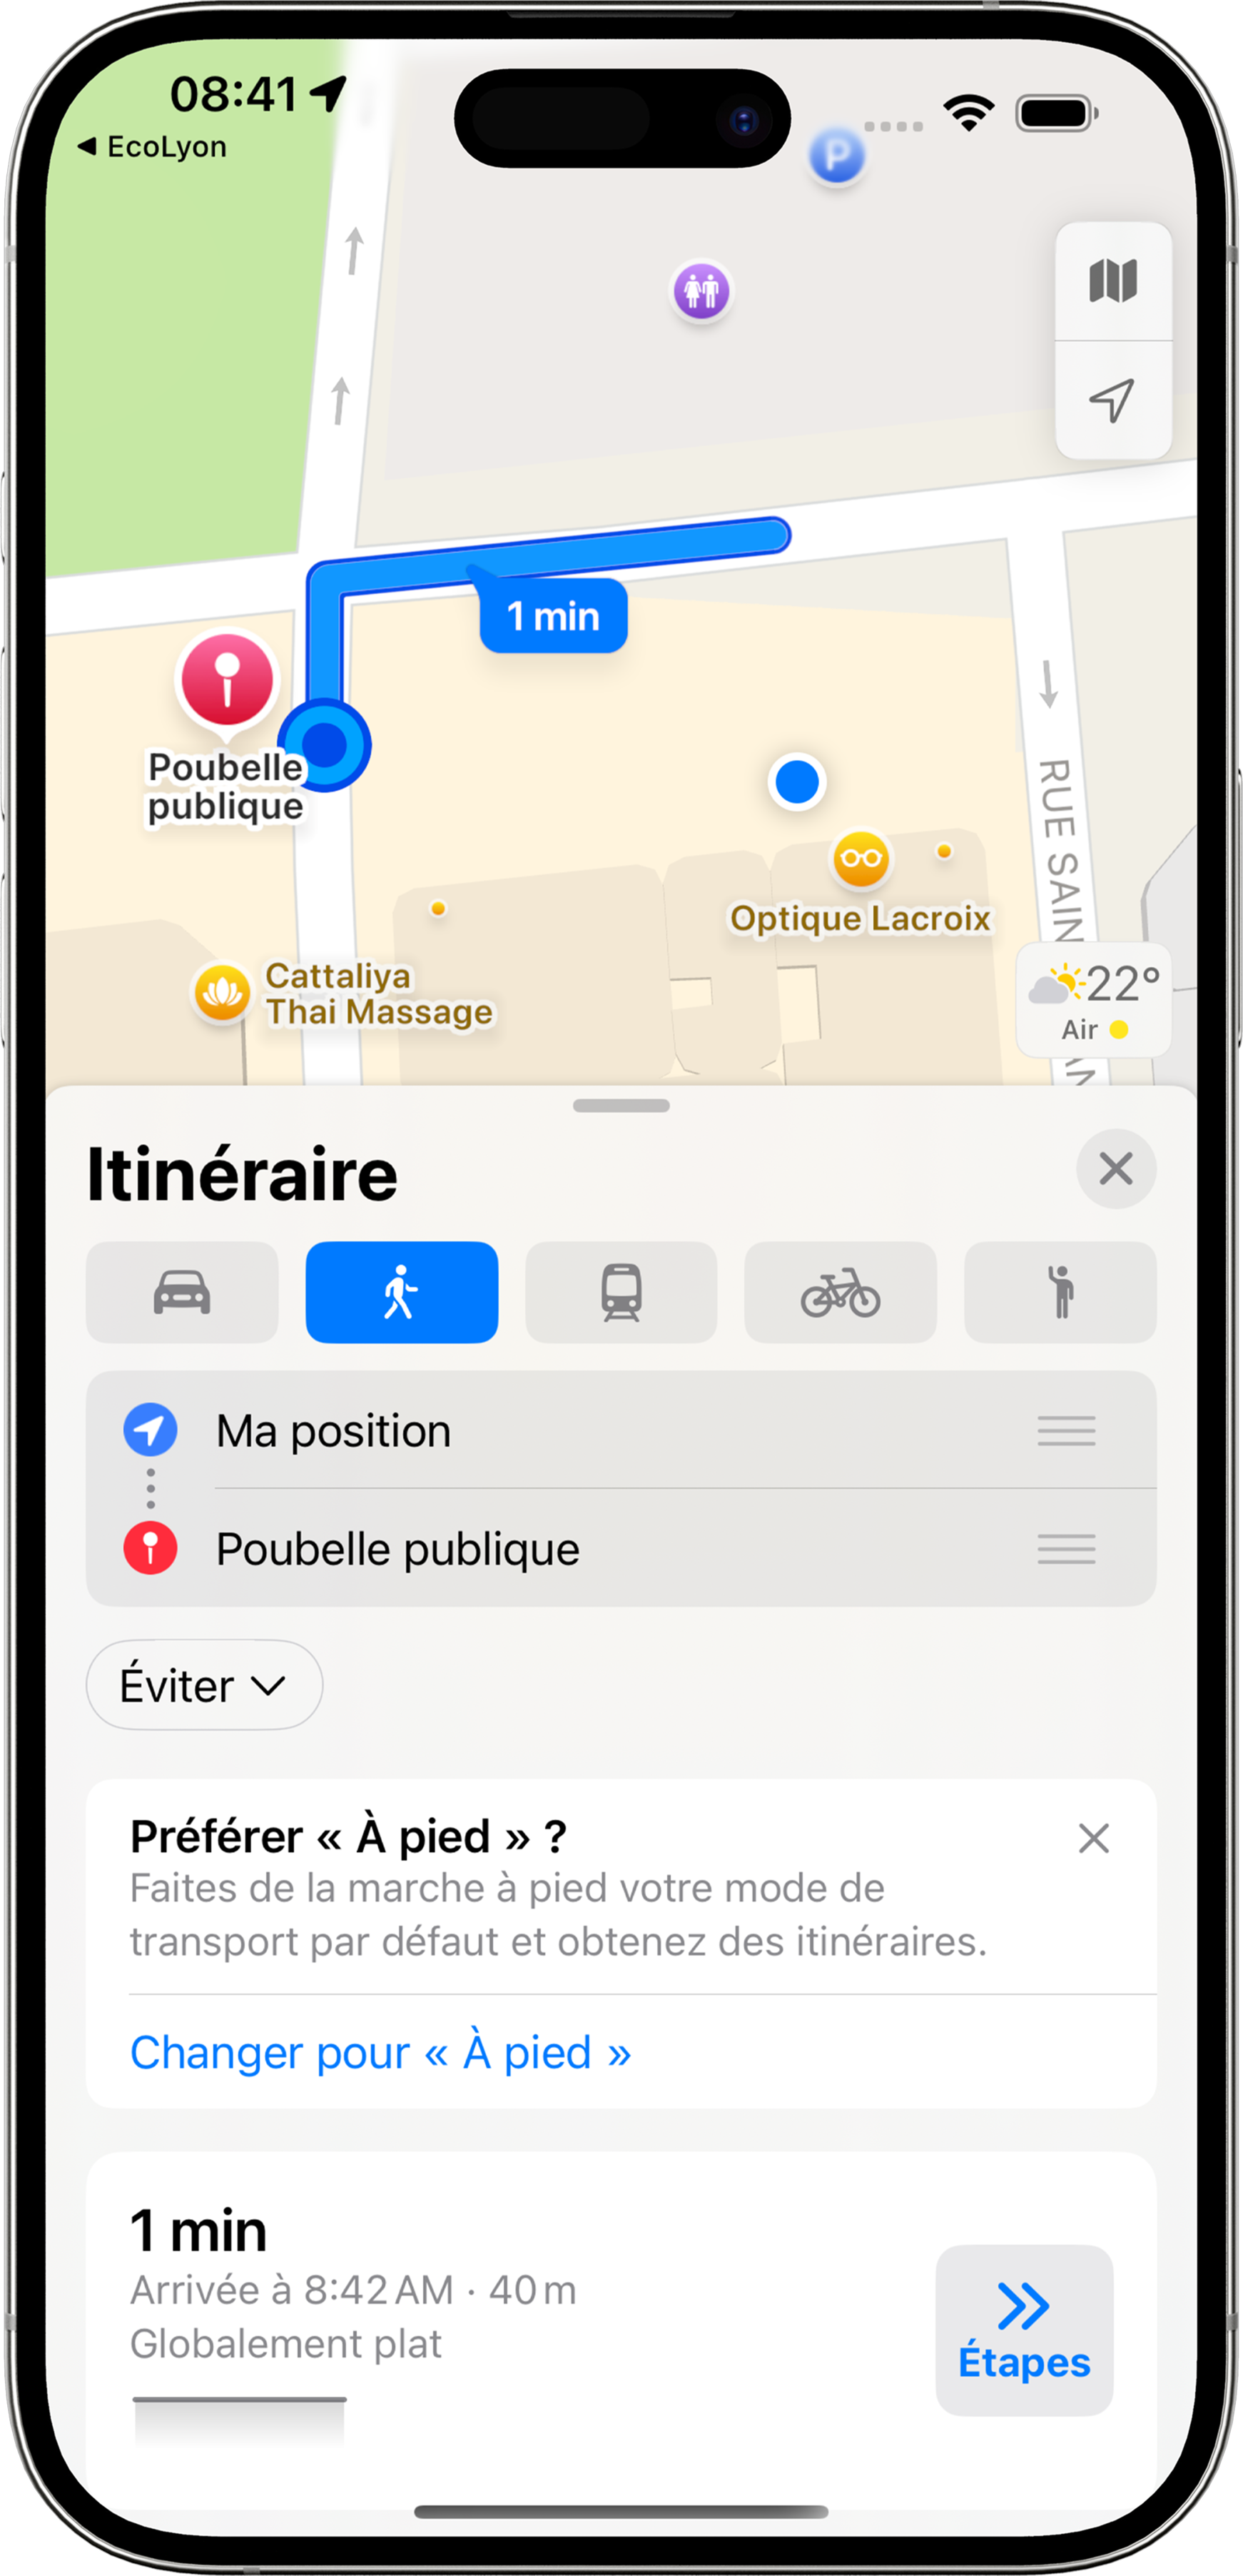 08:41
EcoLyon
P
1 min
Poubelle
publique
RUE SAIN
Optique Lacroix
Cattaliya
Thai Massage
22°
Air
Itinéraire
Ma position
Poubelle publique
Éviter
Préférer « À pied » ?
Faites de la marche à pied votre mode de
transport par défaut et obtenez des itinéraires.
Changer pour « À pied »
1 min
Arrivée à 8:42 AM · 40 m
Globalement plat
Étapes